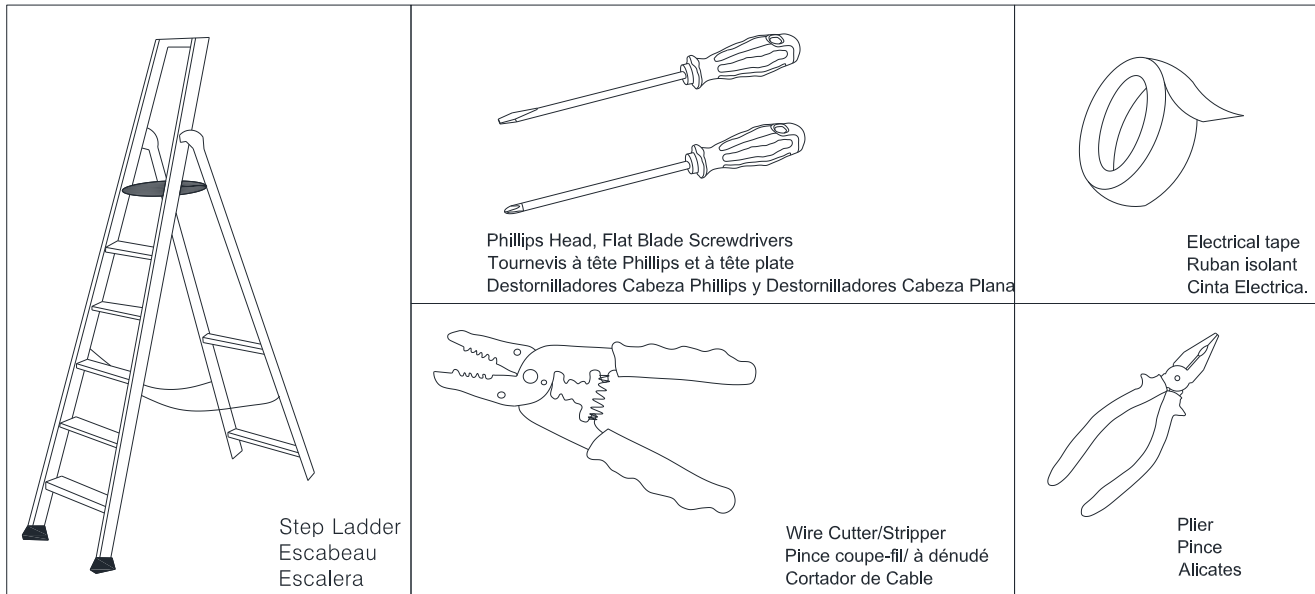 Step Ladder
Escabeau
Escalera
Phillips Head, Flat Blade Screwdrivers
Tournevis à tête Phillips et à tête plate
Destornilladores Cabeza Phillips y Destornilladores Cabeza Plana
Electrical tape
Ruban isolant
Cinta Electrica.
Wire Cutter/Stripper
Pince coupe-fil/ à dénudé
Cortador de Cable
Plier
Pince
Alicates